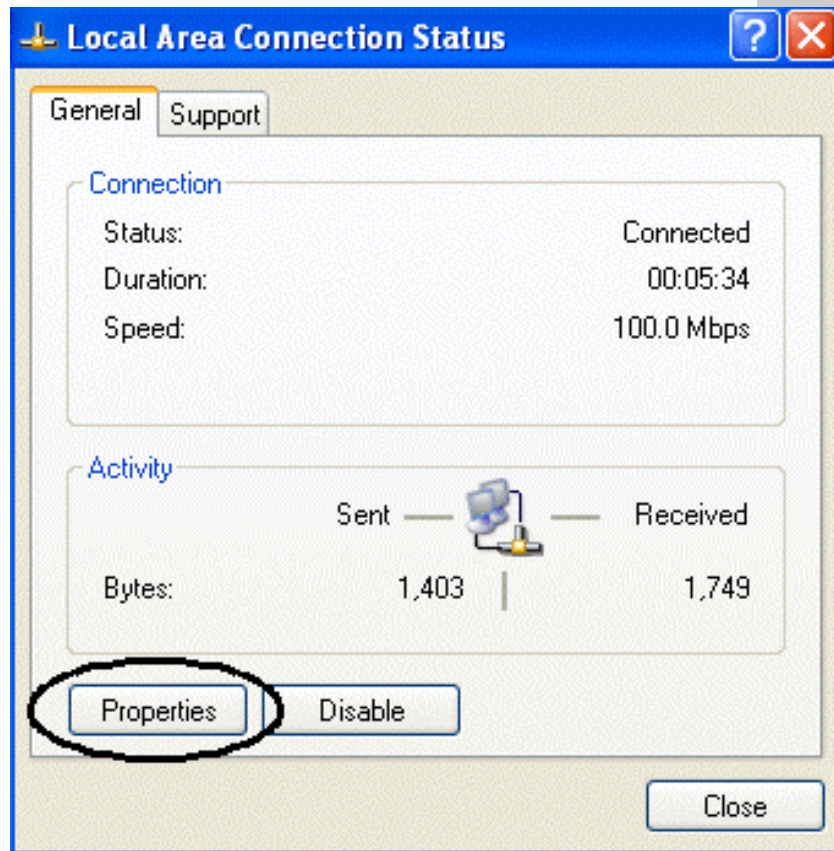 Local Area Connection Status
General Support
Connection
Status: Connected
Duration: 00:05:34
Speed: 100.0 Mbps
Activity
Sent Received
Bytes: 1,403 1,749
Properties Disable
Close